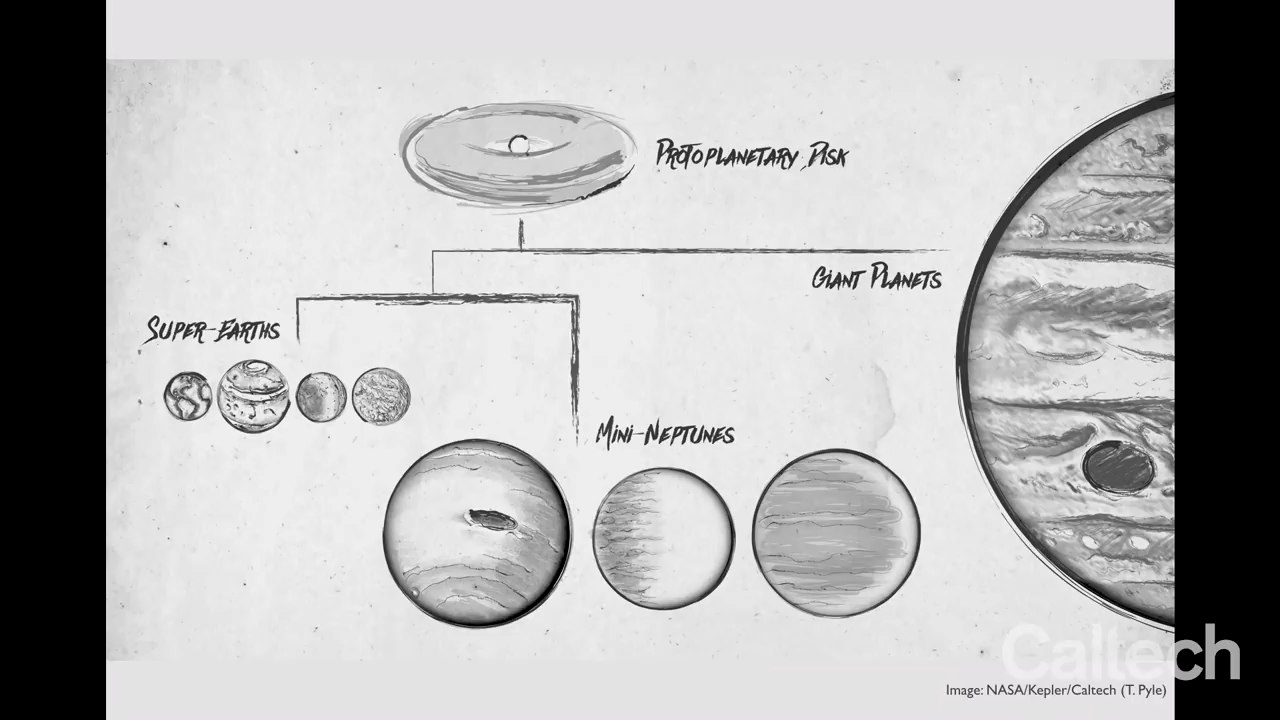 Protoplanetary Disk
Giant Planets
Super-Earths
Mini-Neptunes
Caltech
Image: NASA/Kepler/Caltech (T. Pyle)